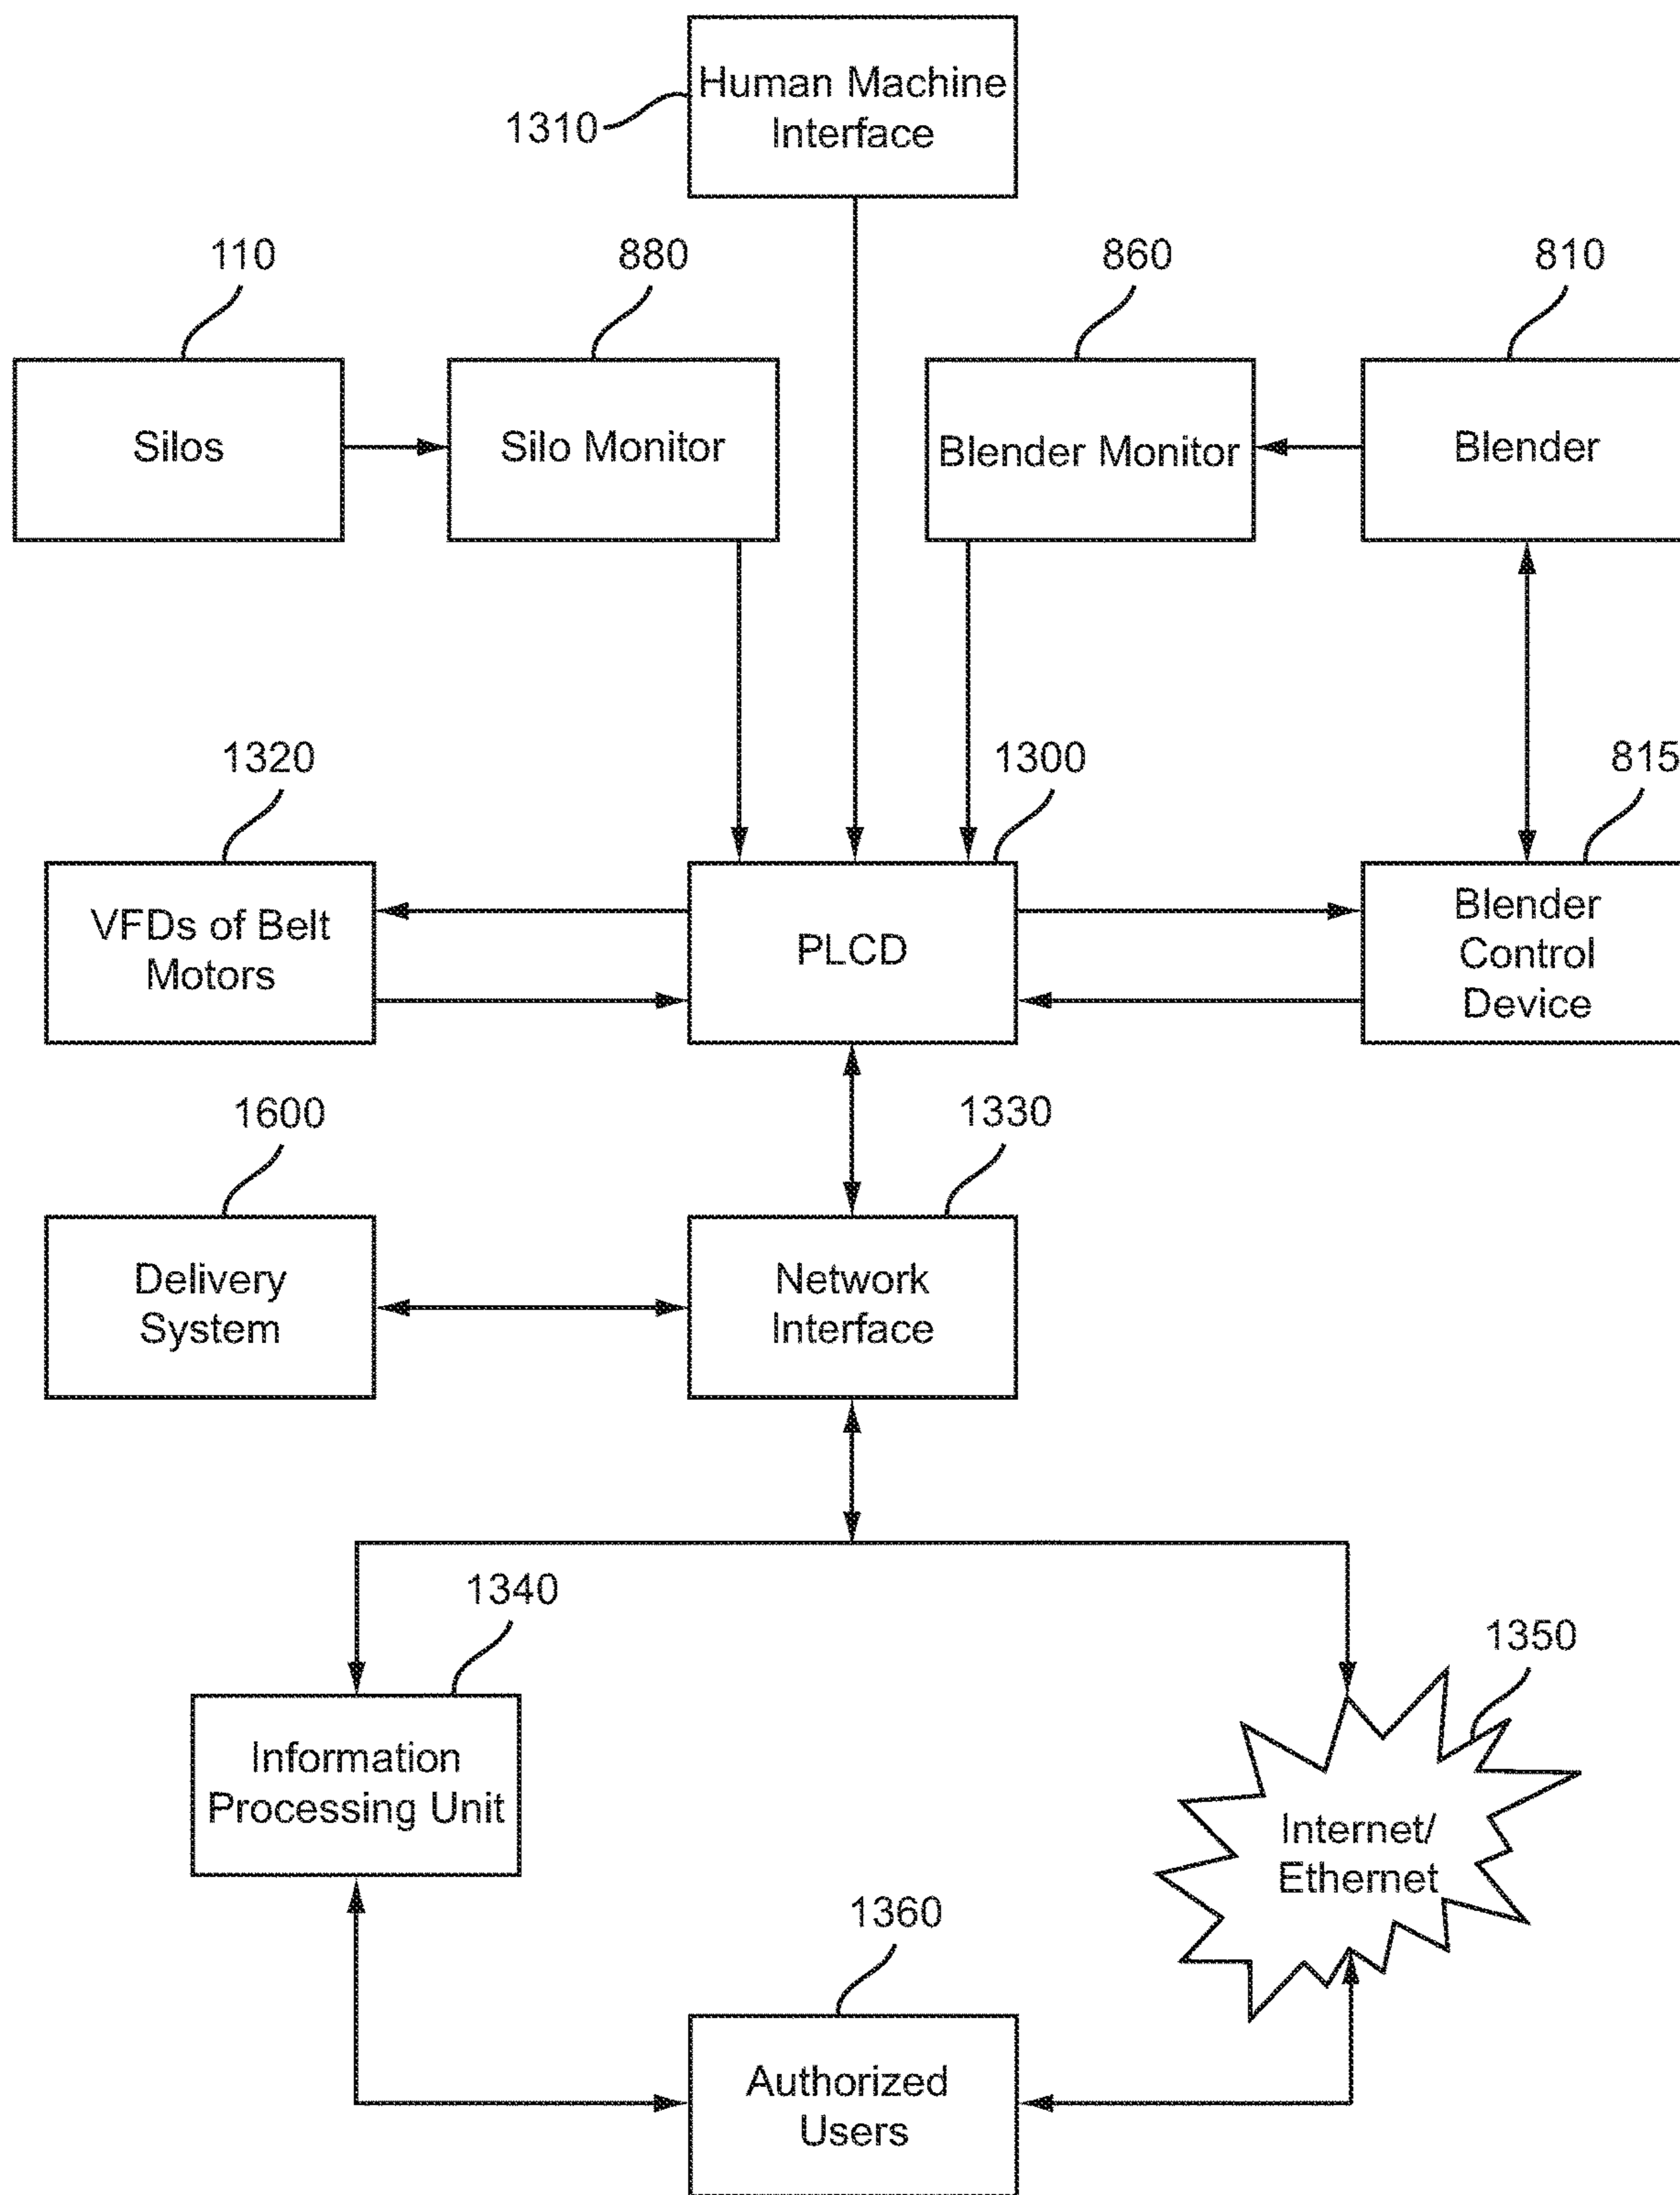 Human Machine
Interface
1310
110
880
860
810
Silos
Silo Monitor
Blender Monitor
Blender
1320
1300
815
VFDs of Belt
Motors
PLCD
Blender
Control
Device
1600
1330
Delivery
System
Network
Interface
1340
1350
Information
Processing Unit
Internet/
Ethernet
1360
Authorized
Users